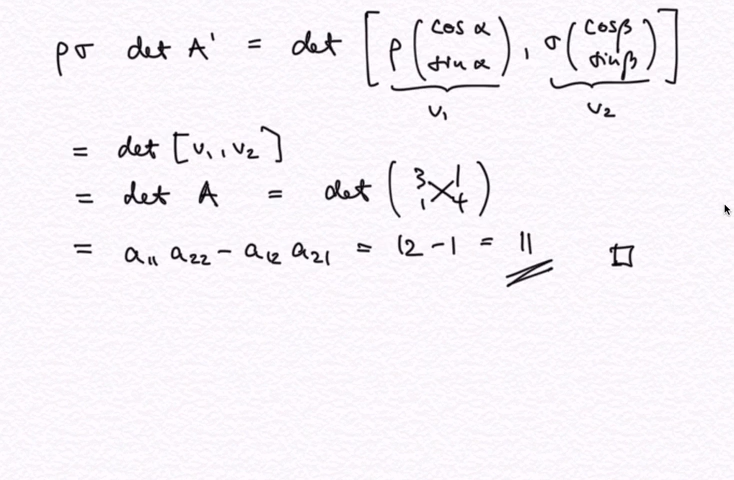 ρσ det A' = det [ρ (cos α sin α), σ (cos β sin β)]
v₁ v₂
= det [v₁, v₂]
= det A = det (3 1 1 4)
= a₁₁ a₂₂ - a₁₂ a₂₁ = 12 - 1 = 11 □